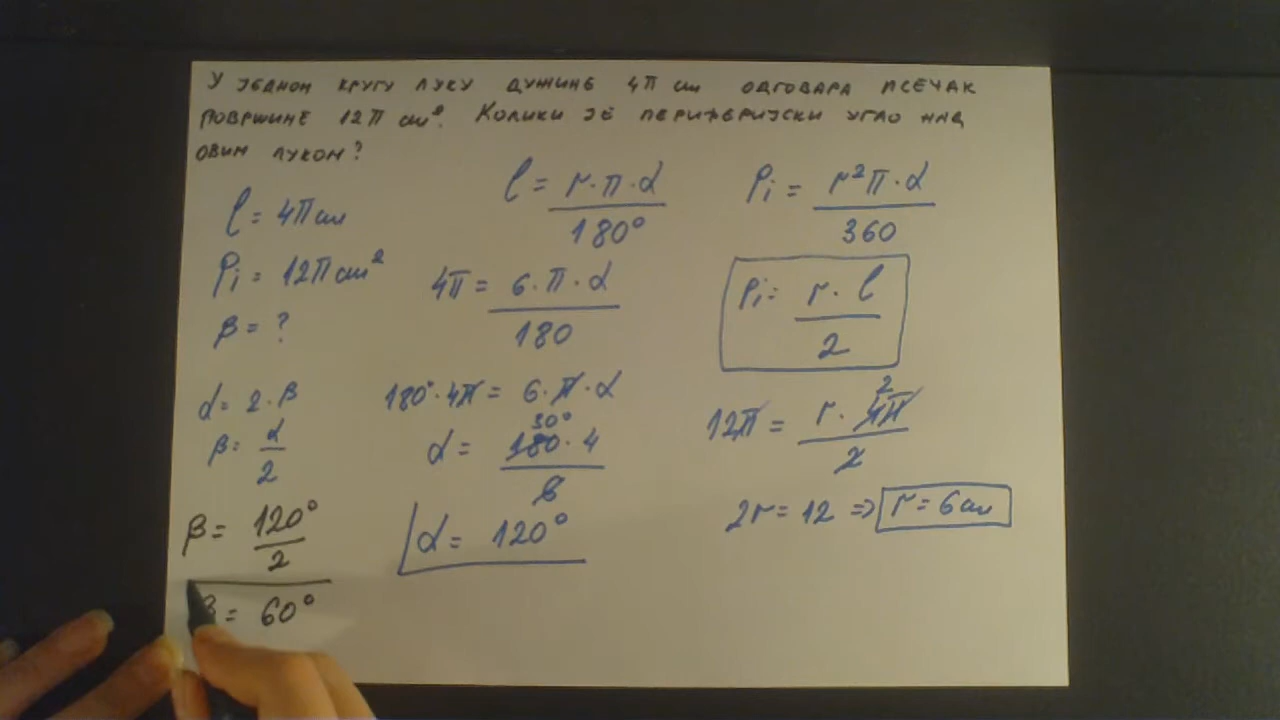 У ЈЕДНОМ КРУГУ ЛУКУ ДУЖИНЕ 4π cm ОДГОВАРА ИСЕЧАК
ПОВРШИНЕ 12π cm². КОЛИКИ ЈЕ ПЕРИФЕРИЈСКИ УГАО НАД
ОВИМ ЛУКОМ?
l = 4π cm
Pi = 12π cm²
β = ?
α = 2·β
β = α/2
β = 120°/2
β = 60°
l = r·π·α/180°
4π = 6·π·α/180
180°·4π = 6·π·α
30°
α = 180·4/6
α = 120°
Pi = r²π·α/360
Pi = r·l/2
2
12π = r·4π/2
2r = 12 => r = 6 cm